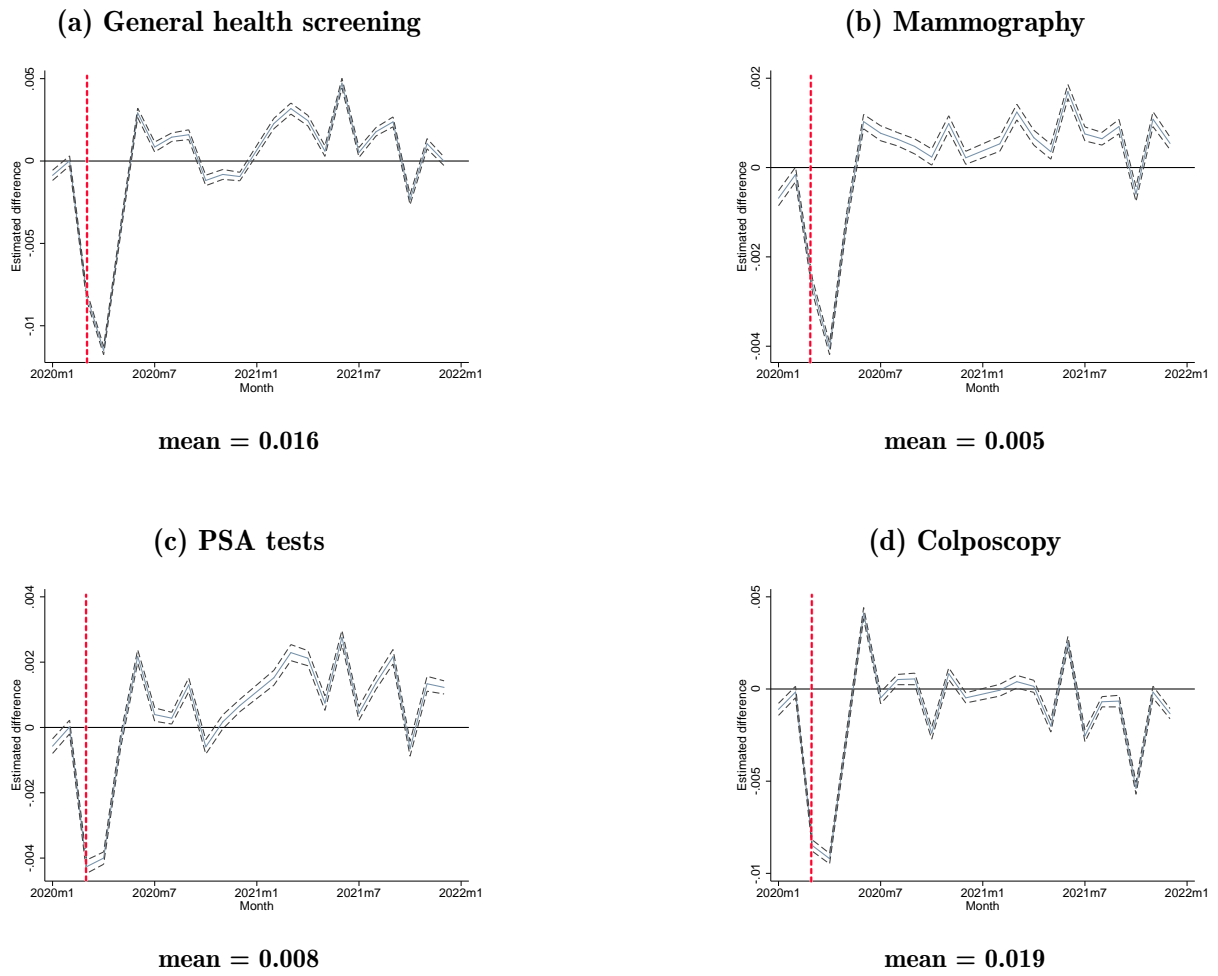 (a) General health screening
.005
0
-.005
-.01
Estimated difference
2020m1 2020m7 2021m1 2021m7 2022m1
Month
mean = 0.016
(b) Mammography
.002
0
-.002
-.004
Estimated difference
2020m1 2020m7 2021m1 2021m7 2022m1
Month
mean = 0.005
(c) PSA tests
.004
.002
0
-.002
-.004
Estimated difference
2020m1 2020m7 2021m1 2021m7 2022m1
Month
mean = 0.008
(d) Colposcopy
.005
0
-.005
-.01
Estimated difference
2020m1 2020m7 2021m1 2021m7 2022m1
Month
mean = 0.019